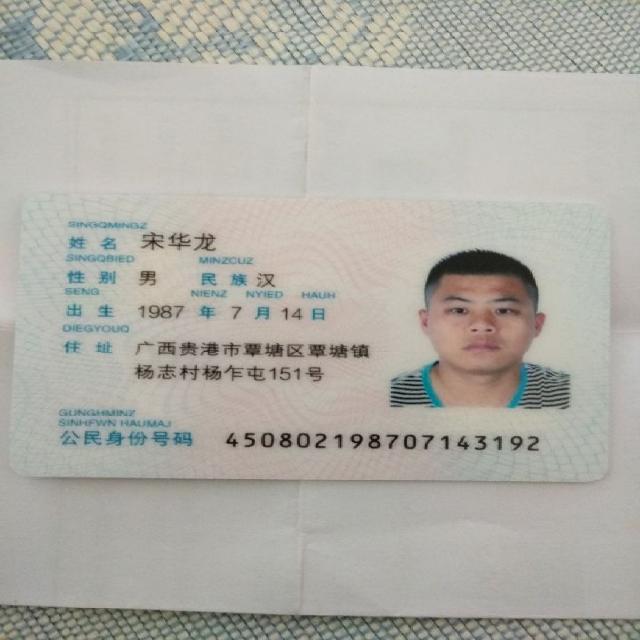 SINGQMINGZ
姓 名 宋华龙
SINGQBIED MINZCUZ
性 别 男 民 族 汉
SENG NIENZ NYIED HAUH
出 生 1987 年 7 月 14 日
DIEGYOUQ
住 址 广西贵港市覃塘区覃塘镇
杨志村杨乍屯151号
GUNGHMINZ
SINHFWN HAUMAJ
公民身份号码 450802198707143192